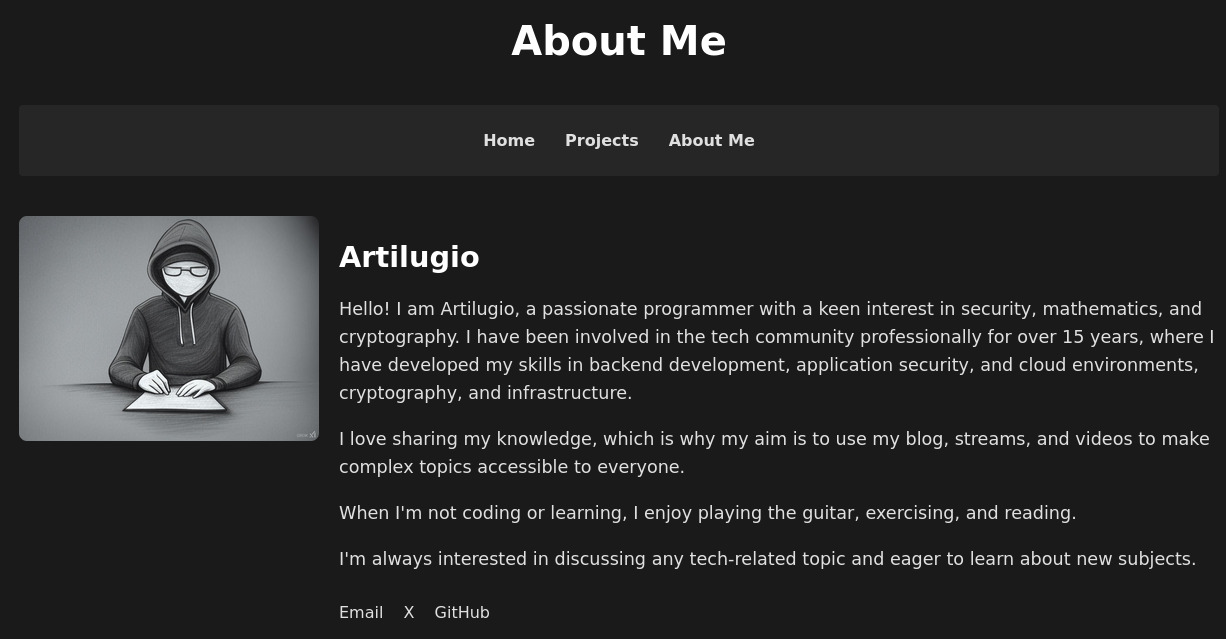 About Me
Home Projects About Me
Artilugio
Hello! I am Artilugio, a passionate programmer with a keen interest in security, mathematics, and
cryptography. I have been involved in the tech community professionally for over 15 years, where I
have developed my skills in backend development, application security, and cloud environments,
cryptography, and infrastructure.
I love sharing my knowledge, which is why my aim is to use my blog, streams, and videos to make
complex topics accessible to everyone.
When I'm not coding or learning, I enjoy playing the guitar, exercising, and reading.
I'm always interested in discussing any tech-related topic and eager to learn about new subjects.
Email X GitHub